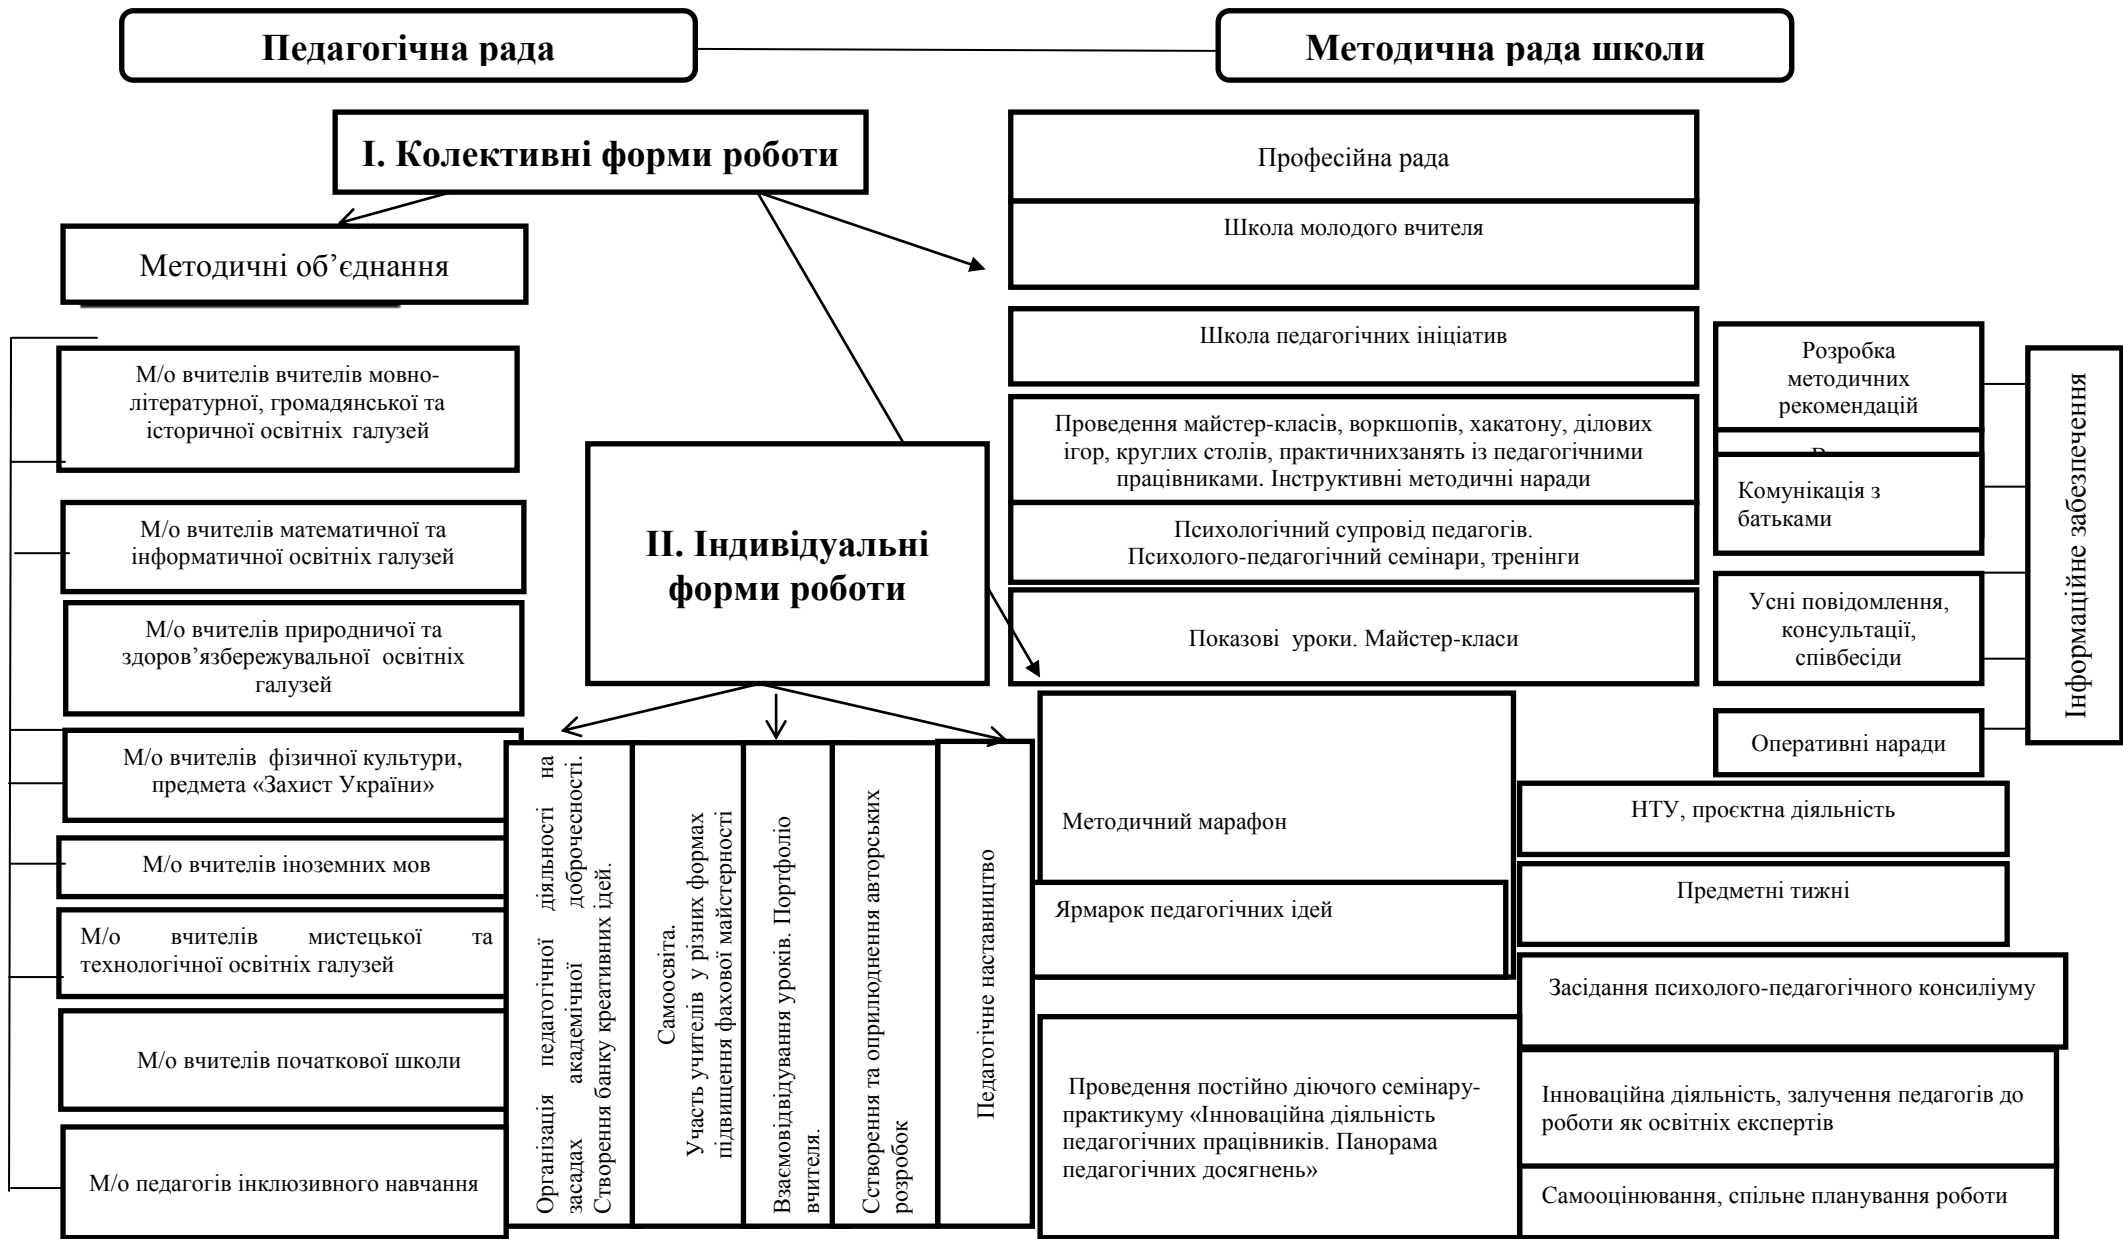 Педагогічна рада
Методична рада школи
І. Колективні форми роботи
Методичні об’єднання
М/о вчителів вчителів мовно-
літературної, громадянської та
історичної освітніх галузей
М/о вчителів математичної та
інформатичної освітніх галузей
М/о вчителів природничої та
здоров’язбережувальної освітніх
галузей
М/о вчителів фізичної культури,
предмета «Захист України»
М/о вчителів іноземних мов
М/о вчителів мистецької та
технологічної освітніх галузей
М/о вчителів початкової школи
М/о педагогів інклюзивного навчання
ІІ. Індивідуальні
форми роботи
Організація педагогічної діяльності на
засадах академічної доброчесності.
Створення банку креативних ідей.
Самоосвіта.
Участь учителів у різних формах
підвищення фахової майстерності
Взаємовідвідування уроків. Портфоліо
вчителя.
Сстворення та оприлюднення авторських
розробок
Педагогічне наставництво
Професійна рада
Школа молодого вчителя
Школа педагогічних ініціатив
Проведення майстер-класів, воркшопів, хакатону, ділових
ігор, круглих столів, практичнихзанять із педагогічними
працівниками. Інструктивні методичні наради
Психологічний супровід педагогів.
Психолого-педагогічний семінари, тренінги
Показові уроки. Майстер-класи
Методичний марафон
Ярмарок педагогічних ідей
Проведення постійно діючого семінару-
практикуму «Інноваційна діяльність
педагогічних працівників. Панорама
педагогічних досягнень»
Розробка
методичних
рекомендацій
Комунікація з
батьками
Усні повідомлення,
консультації,
співбесіди
Оперативні наради
Інформаційне забезпечення
НТУ, проєктна діяльність
Предметні тижні
Засідання психолого-педагогічного консиліуму
Інноваційна діяльність, залучення педагогів до
роботи як освітніх експертів
Самооцінювання, спільне планування роботи